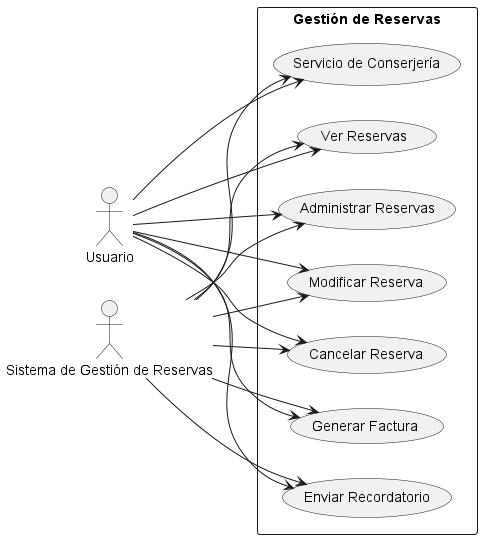 Gestión de Reservas
Servicio de Conserjería
Ver Reservas
Administrar Reservas
Usuario
Modificar Reserva
Cancelar Reserva
Sistema de Gestión de Reservas
Generar Factura
Enviar Recordatorio